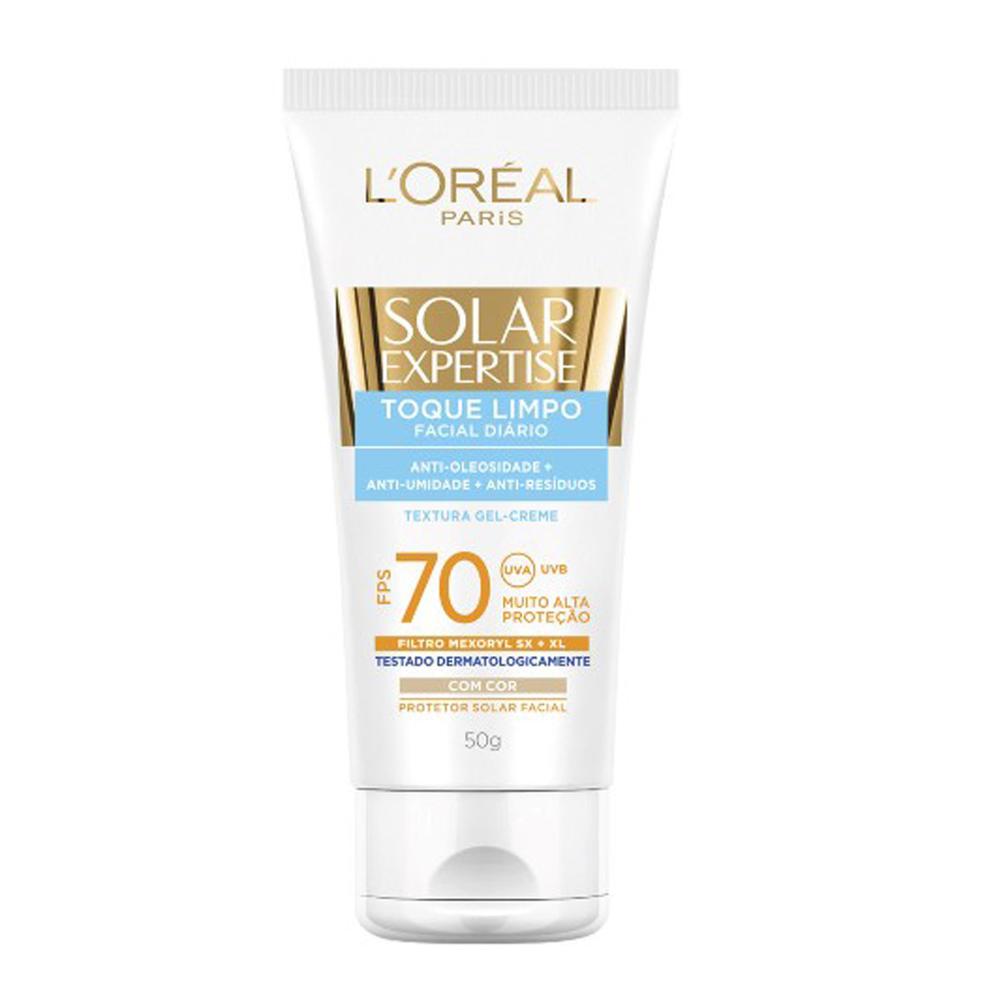 L'ORÉAL
PARiS
SOLAR
EXPERTISE
TOQUE LIMPO
FACIAL DIÁRIO
ANTI-OLEOSIDADE +
ANTI-UMIDADE + ANTI-RESÍDUOS
TEXTURA GEL-CREME
FPS 70 UVA UVB
MUITO ALTA
PROTEÇÃO
FILTRO MEXORYL SX + XL
TESTADO DERMATOLOGICAMENTE
COM COR
PROTETOR SOLAR FACIAL
50g